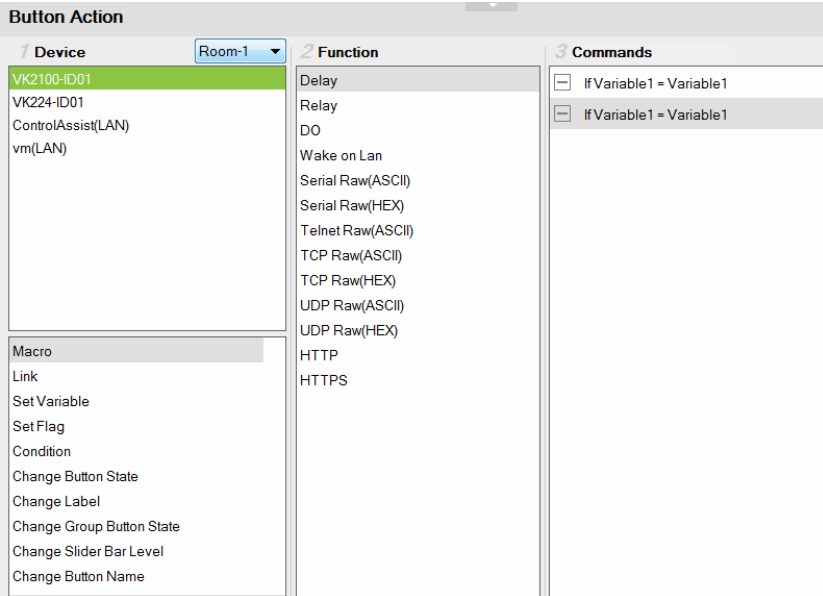 Button Action
1 Device
Room-1
VK2100-ID01
VK224-ID01
ControlAssist(LAN)
vm(LAN)
Macro
Link
Set Variable
Set Flag
Condition
Change Button State
Change Label
Change Group Button State
Change Slider Bar Level
Change Button Name
2 Function
Delay
Relay
DO
Wake on Lan
Serial Raw(ASCII)
Serial Raw(HEX)
Telnet Raw(ASCII)
TCP Raw(ASCII)
TCP Raw(HEX)
UDP Raw(ASCII)
UDP Raw(HEX)
HTTP
HTTPS
3 Commands
If Variable1 = Variable1
If Variable1 = Variable1